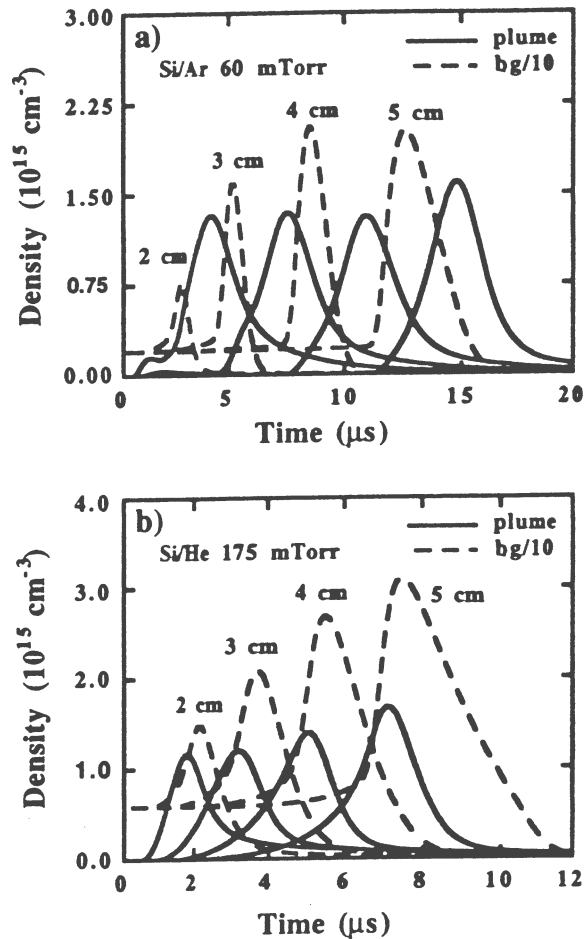 3.00
a)
plume
Si/Ar 60 mTorr
bg/10
2.25
4 cm
5 cm
3 cm
1.50
2 cm
0.75
0.00
0
5
10
15
20
Density (10¹⁵ cm⁻³)
Time (μs)
4.0
b)
plume
Si/He 175 mTorr
bg/10
4 cm
5 cm
3.0
3 cm
2 cm
2.0
1.0
0.0
0
2
4
6
8
10
12
Density (10¹⁵ cm⁻³)
Time (μs)